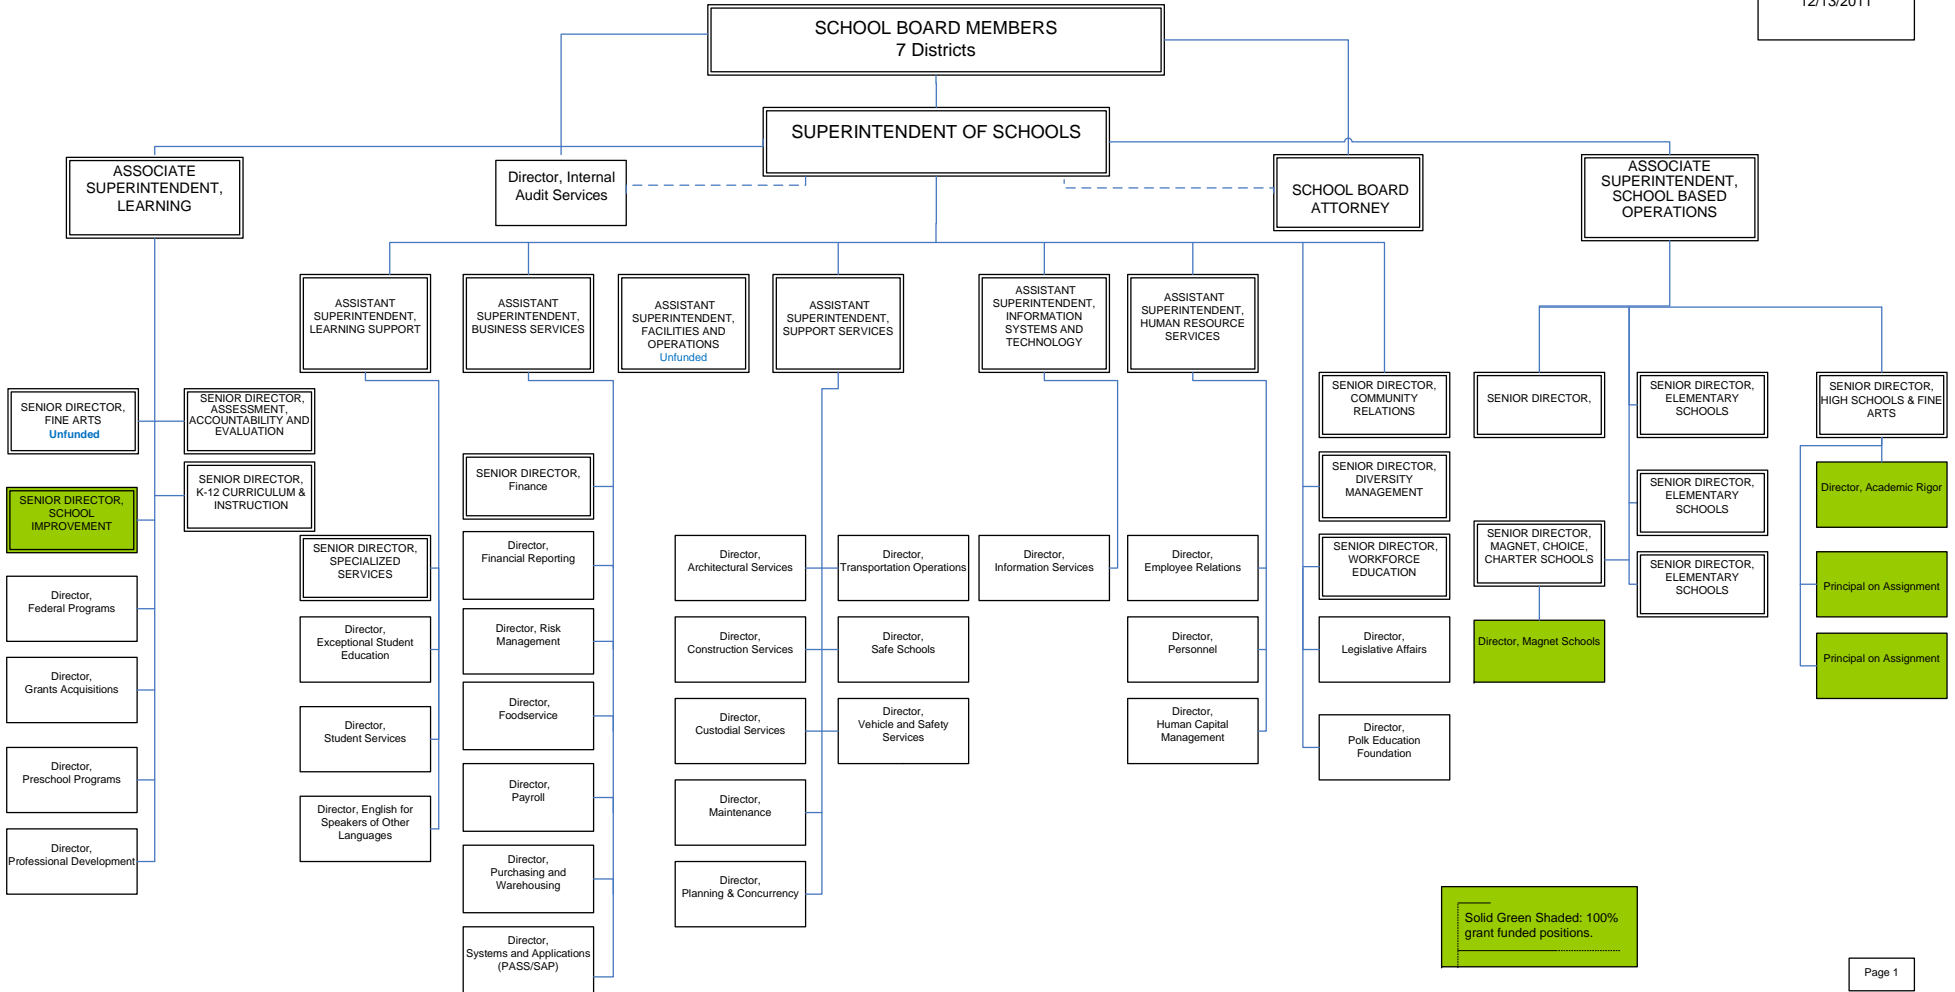 12/13/2011
SCHOOL BOARD MEMBERS
7 Districts
SUPERINTENDENT OF SCHOOLS
ASSOCIATE
SUPERINTENDENT,
LEARNING
Director, Internal
Audit Services
SCHOOL BOARD
ATTORNEY
ASSOCIATE
SUPERINTENDENT,
SCHOOL BASED
OPERATIONS
ASSISTANT
SUPERINTENDENT,
LEARNING SUPPORT
ASSISTANT
SUPERINTENDENT,
BUSINESS SERVICES
ASSISTANT
SUPERINTENDENT,
FACILITIES AND
OPERATIONS
Unfunded
ASSISTANT
SUPERINTENDENT,
SUPPORT SERVICES
ASSISTANT
SUPERINTENDENT,
INFORMATION
SYSTEMS AND
TECHNOLOGY
ASSISTANT
SUPERINTENDENT,
HUMAN RESOURCE
SERVICES
SENIOR DIRECTOR,
FINE ARTS
Unfunded
SENIOR DIRECTOR,
ASSESSMENT,
ACCOUNTABILITY AND
EVALUATION
SENIOR DIRECTOR,
SCHOOL
IMPROVEMENT
SENIOR DIRECTOR,
K-12 CURRICULUM &
INSTRUCTION
Director,
Federal Programs
Director,
Grants Acquisitions
Director,
Preschool Programs
Director,
Professional Development
SENIOR DIRECTOR,
SPECIALIZED
SERVICES
Director,
Exceptional Student
Education
Director,
Student Services
Director, English for
Speakers of Other
Languages
SENIOR DIRECTOR,
Finance
Director,
Financial Reporting
Director, Risk
Management
Director,
Foodservice
Director,
Payroll
Director,
Purchasing and
Warehousing
Director,
Systems and Applications
(PASS/SAP)
Director,
Architectural Services
Director,
Transportation Operations
Director,
Construction Services
Director,
Safe Schools
Director,
Custodial Services
Director,
Vehicle and Safety
Services
Director,
Maintenance
Director,
Planning & Concurrency
Director,
Information Services
Director,
Employee Relations
Director,
Personnel
Director,
Human Capital
Management
SENIOR DIRECTOR,
COMMUNITY
RELATIONS
SENIOR DIRECTOR,
DIVERSITY
MANAGEMENT
SENIOR DIRECTOR,
WORKFORCE
EDUCATION
Director,
Legislative Affairs
Director,
Polk Education
Foundation
SENIOR DIRECTOR,
SENIOR DIRECTOR,
ELEMENTARY
SCHOOLS
SENIOR DIRECTOR,
HIGH SCHOOLS & FINE
ARTS
SENIOR DIRECTOR,
MAGNET, CHOICE,
CHARTER SCHOOLS
SENIOR DIRECTOR,
ELEMENTARY
SCHOOLS
SENIOR DIRECTOR,
ELEMENTARY
SCHOOLS
Director, Magnet Schools
Director, Academic Rigor
Principal on Assignment
Principal on Assignment
Solid Green Shaded: 100%
grant funded positions.
Page 1